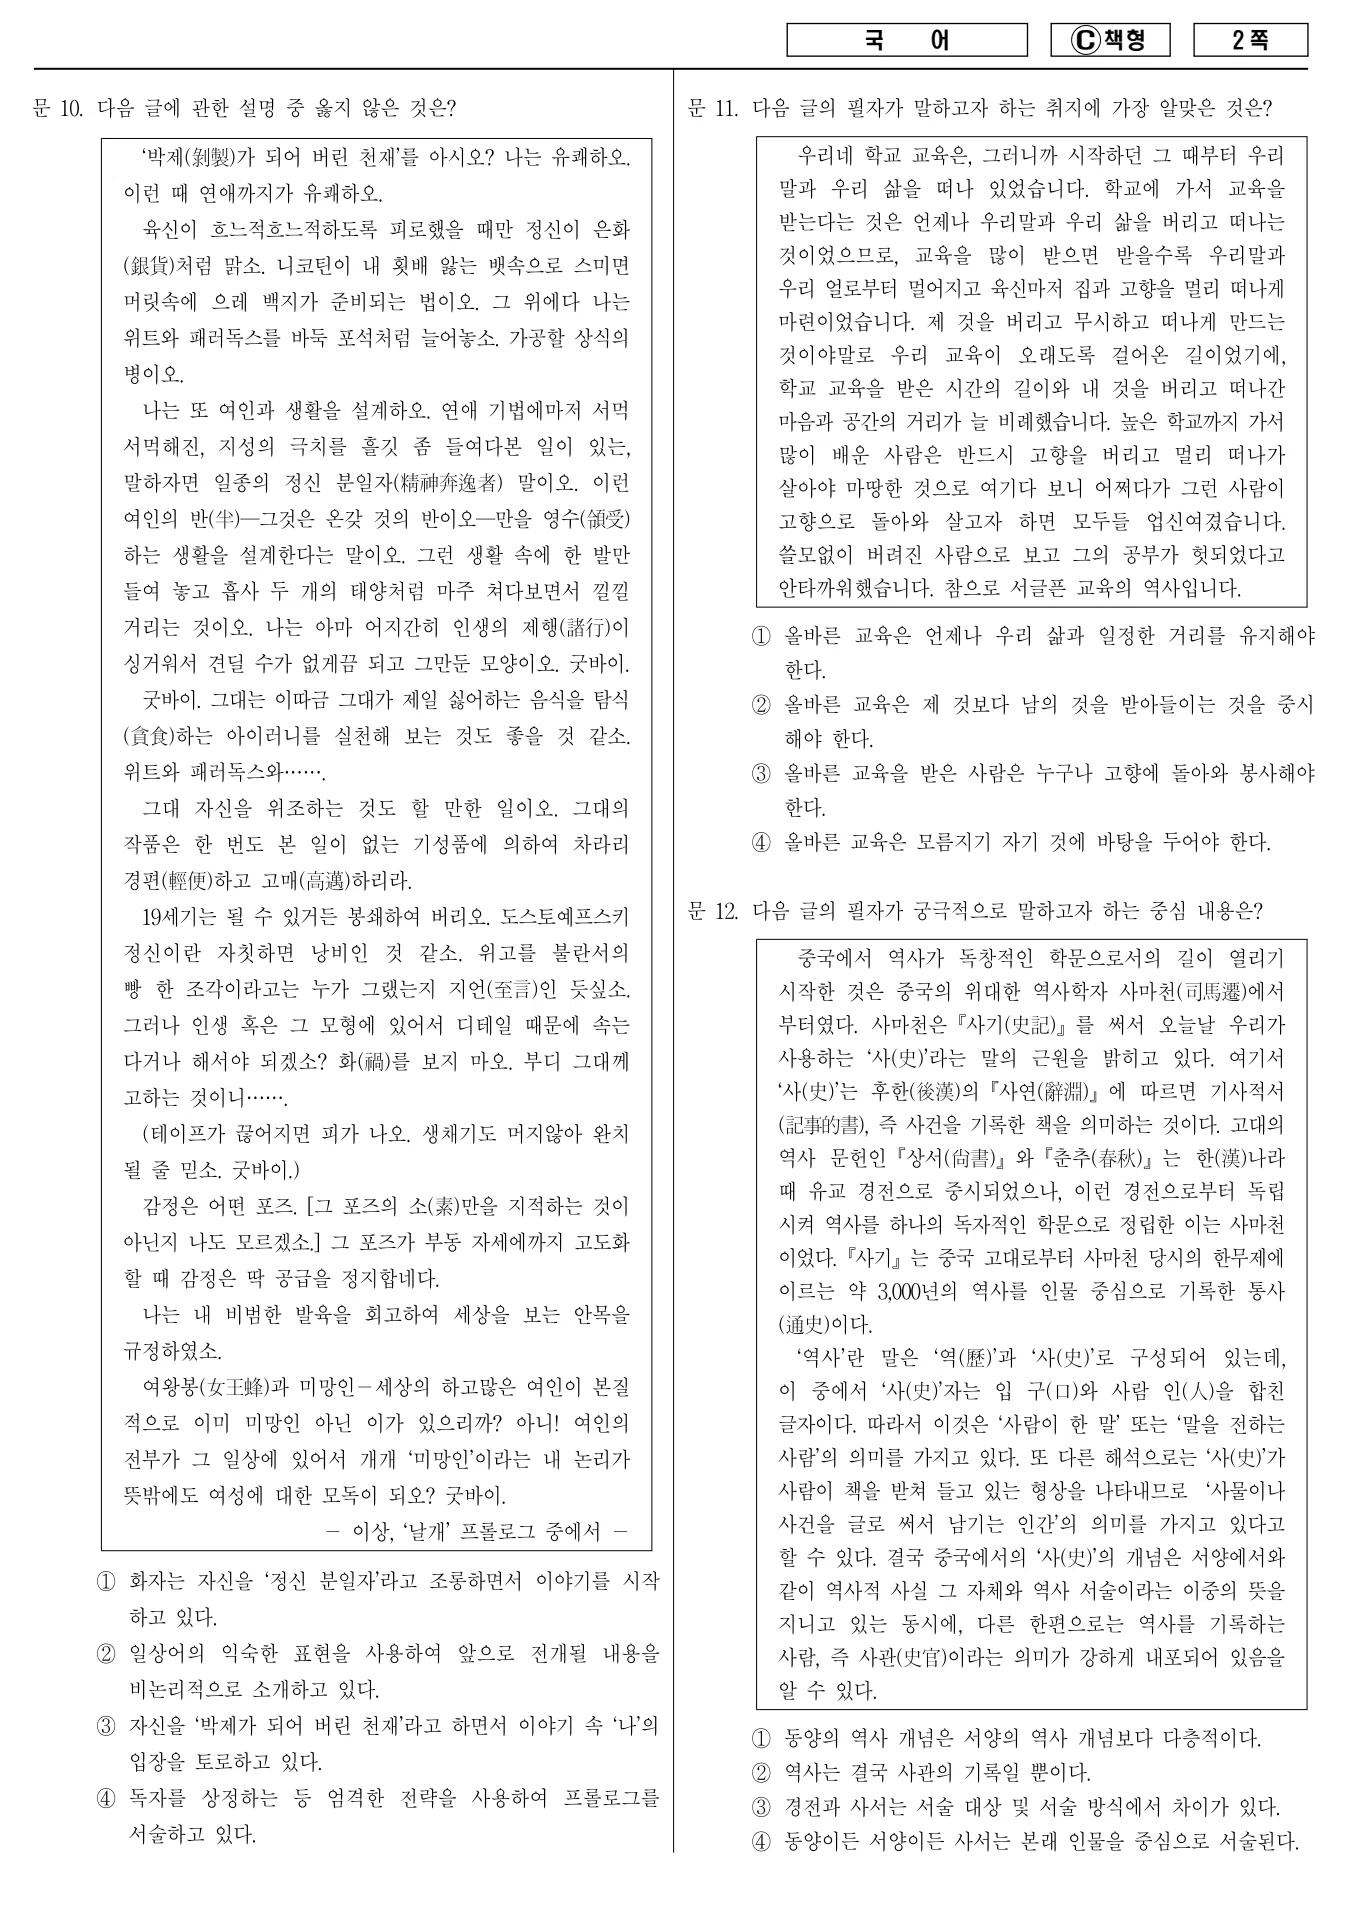 국 어
Ⓒ책형
2쪽
문 10. 다음 글에 관한 설명 중 옳지 않은 것은?
‘박제(剝製)가 되어 버린 천재’를 아시오? 나는 유쾌하오.
이런 때 연애까지가 유쾌하오.
육신이 흐느적흐느적하도록 피로했을 때만 정신이 은화
(銀貨)처럼 맑소. 니코틴이 내 횟배 앓는 뱃속으로 스미면
머릿속에 으레 백지가 준비되는 법이오. 그 위에다 나는
위트와 패러독스를 바둑 포석처럼 늘어놓소. 가공할 상식의
병이오.
나는 또 여인과 생활을 설계하오. 연애 기법에마저 서먹
서먹해진, 지성의 극치를 흘깃 좀 들여다본 일이 있는,
말하자면 일종의 정신 분일자(精神奔逸者) 말이오. 이런
여인의 반(半)―그것은 온갖 것의 반이오―만을 영수(領受)
하는 생활을 설계한다는 말이오. 그런 생활 속에 한 발만
들여 놓고 흡사 두 개의 태양처럼 마주 쳐다보면서 낄낄
거리는 것이오. 나는 아마 어지간히 인생의 제행(諸行)이
싱거워서 견딜 수가 없게끔 되고 그만둔 모양이오. 굿바이.
굿바이. 그대는 이따금 그대가 제일 싫어하는 음식을 탐식
(貪食)하는 아이러니를 실천해 보는 것도 좋을 것 같소.
위트와 패러독스와…….
그대 자신을 위조하는 것도 할 만한 일이오. 그대의
작품은 한 번도 본 일이 없는 기성품에 의하여 차라리
경편(輕便)하고 고매(高邁)하리라.
19세기는 될 수 있거든 봉쇄하여 버리오. 도스토예프스키
정신이란 자칫하면 낭비인 것 같소. 위고를 불란서의
빵 한 조각이라고는 누가 그랬는지 지언(至言)인 듯싶소.
그러나 인생 혹은 그 모형에 있어서 디테일 때문에 속는
다거나 해서야 되겠소? 화(禍)를 보지 마오. 부디 그대께
고하는 것이니…….
(테이프가 끊어지면 피가 나오. 생채기도 머지않아 완치
될 줄 믿소. 굿바이.)
감정은 어떤 포즈. [그 포즈의 소(素)만을 지적하는 것이
아닌지 나도 모르겠소.] 그 포즈가 부동 자세에까지 고도화
할 때 감정은 딱 공급을 정지합네다.
나는 내 비범한 발육을 회고하여 세상을 보는 안목을
규정하였소.
여왕봉(女王蜂)과 미망인－세상의 하고많은 여인이 본질
적으로 이미 미망인 아닌 이가 있으리까? 아니! 여인의
전부가 그 일상에 있어서 개개 ‘미망인’이라는 내 논리가
뜻밖에도 여성에 대한 모독이 되오? 굿바이.
－ 이상, ‘날개’ 프롤로그 중에서 －
① 화자는 자신을 ‘정신 분일자’라고 조롱하면서 이야기를 시작
하고 있다.
② 일상어의 익숙한 표현을 사용하여 앞으로 전개될 내용을
비논리적으로 소개하고 있다.
③ 자신을 ‘박제가 되어 버린 천재’라고 하면서 이야기 속 ‘나’의
입장을 토로하고 있다.
④ 독자를 상정하는 등 엄격한 전략을 사용하여 프롤로그를
서술하고 있다.
문 11. 다음 글의 필자가 말하고자 하는 취지에 가장 알맞은 것은?
우리네 학교 교육은, 그러니까 시작하던 그 때부터 우리
말과 우리 삶을 떠나 있었습니다. 학교에 가서 교육을
받는다는 것은 언제나 우리말과 우리 삶을 버리고 떠나는
것이었으므로, 교육을 많이 받으면 받을수록 우리말과
우리 얼로부터 멀어지고 육신마저 집과 고향을 멀리 떠나게
마련이었습니다. 제 것을 버리고 무시하고 떠나게 만드는
것이야말로 우리 교육이 오래도록 걸어온 길이었기에,
학교 교육을 받은 시간의 길이와 내 것을 버리고 떠나간
마음과 공간의 거리가 늘 비례했습니다. 높은 학교까지 가서
많이 배운 사람은 반드시 고향을 버리고 멀리 떠나가
살아야 마땅한 것으로 여기다 보니 어쩌다가 그런 사람이
고향으로 돌아와 살고자 하면 모두들 업신여겼습니다.
쓸모없이 버려진 사람으로 보고 그의 공부가 헛되었다고
안타까워했습니다. 참으로 서글픈 교육의 역사입니다.
① 올바른 교육은 언제나 우리 삶과 일정한 거리를 유지해야
한다.
② 올바른 교육은 제 것보다 남의 것을 받아들이는 것을 중시
해야 한다.
③ 올바른 교육을 받은 사람은 누구나 고향에 돌아와 봉사해야
한다.
④ 올바른 교육은 모름지기 자기 것에 바탕을 두어야 한다.
문 12. 다음 글의 필자가 궁극적으로 말하고자 하는 중심 내용은?
중국에서 역사가 독창적인 학문으로서의 길이 열리기
시작한 것은 중국의 위대한 역사학자 사마천(司馬遷)에서
부터였다. 사마천은『사기(史記)』를 써서 오늘날 우리가
사용하는 ‘사(史)’라는 말의 근원을 밝히고 있다. 여기서
‘사(史)’는 후한(後漢)의『사연(辭淵)』에 따르면 기사적서
(記事的書), 즉 사건을 기록한 책을 의미하는 것이다. 고대의
역사 문헌인『상서(尙書)』와『춘추(春秋)』는 한(漢)나라
때 유교 경전으로 중시되었으나, 이런 경전으로부터 독립
시켜 역사를 하나의 독자적인 학문으로 정립한 이는 사마천
이었다.『사기』는 중국 고대로부터 사마천 당시의 한무제에
이르는 약 3,000년의 역사를 인물 중심으로 기록한 통사
(通史)이다.
‘역사’란 말은 ‘역(歷)’과 ‘사(史)’로 구성되어 있는데,
이 중에서 ‘사(史)’자는 입 구(口)와 사람 인(人)을 합친
글자이다. 따라서 이것은 ‘사람이 한 말’ 또는 ‘말을 전하는
사람’의 의미를 가지고 있다. 또 다른 해석으로는 ‘사(史)’가
사람이 책을 받쳐 들고 있는 형상을 나타내므로 ‘사물이나
사건을 글로 써서 남기는 인간’의 의미를 가지고 있다고
할 수 있다. 결국 중국에서의 ‘사(史)’의 개념은 서양에서와
같이 역사적 사실 그 자체와 역사 서술이라는 이중의 뜻을
지니고 있는 동시에, 다른 한편으로는 역사를 기록하는
사람, 즉 사관(史官)이라는 의미가 강하게 내포되어 있음을
알 수 있다.
① 동양의 역사 개념은 서양의 역사 개념보다 다층적이다.
② 역사는 결국 사관의 기록일 뿐이다.
③ 경전과 사서는 서술 대상 및 서술 방식에서 차이가 있다.
④ 동양이든 서양이든 사서는 본래 인물을 중심으로 서술된다.